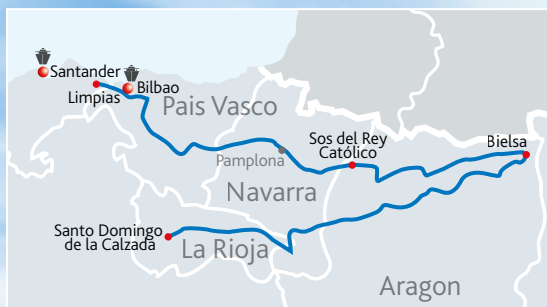 Santander
Bilbao
Limpias
Pais Vasco
Sos del Rey
Católico
Bielsa
Pamplona
Navarra
Santo Domingo
de la Calzada
La Rioja
Aragon